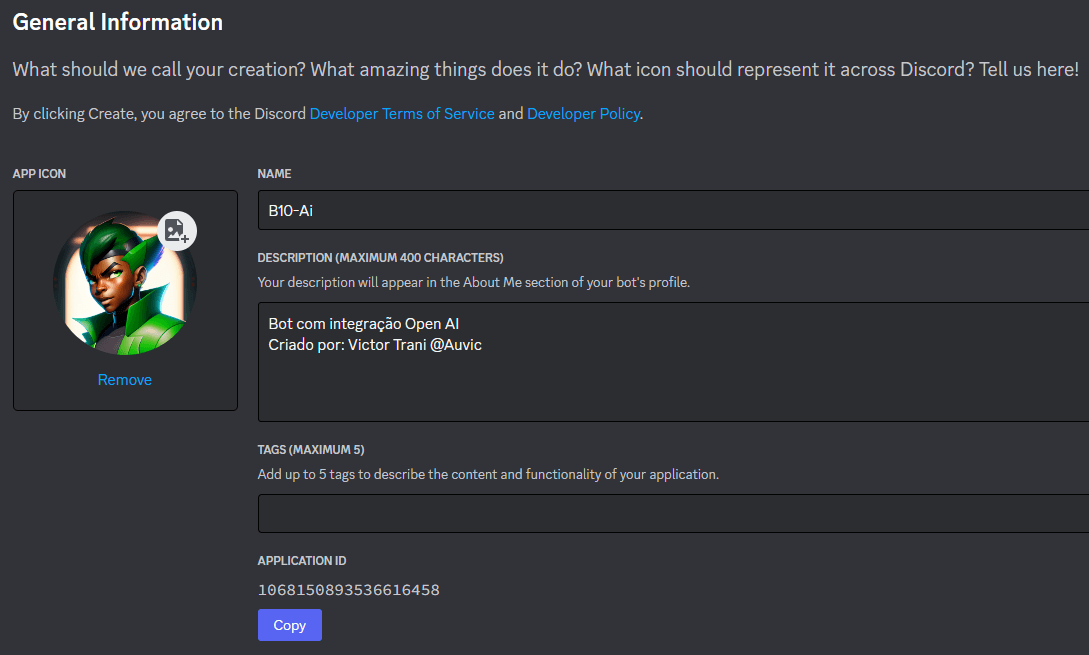 General Information
What should we call your creation? What amazing things does it do? What icon should represent it across Discord? Tell us here!
By clicking Create, you agree to the Discord Developer Terms of Service and Developer Policy.
APP ICON
Remove
NAME
B10-Ai
DESCRIPTION (MAXIMUM 400 CHARACTERS)
Your description will appear in the About Me section of your bot's profile.
Bot com integração Open AI
Criado por: Victor Trani @Auvic
TAGS (MAXIMUM 5)
Add up to 5 tags to describe the content and functionality of your application.
APPLICATION ID
1068150893536616458
Copy